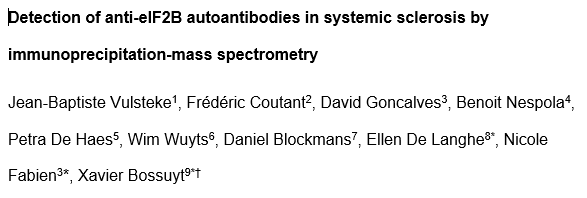 Detection of anti-eIF2B autoantibodies in systemic sclerosis by
immunoprecipitation-mass spectrometry
Jean-Baptiste Vulsteke¹, Frédéric Coutant², David Goncalves³, Benoit Nespola⁴,
Petra De Haes⁵, Wim Wuyts⁶, Daniel Blockmans⁷, Ellen De Langhe⁸*, Nicole
Fabien³*, Xavier Bossuyt⁹*†